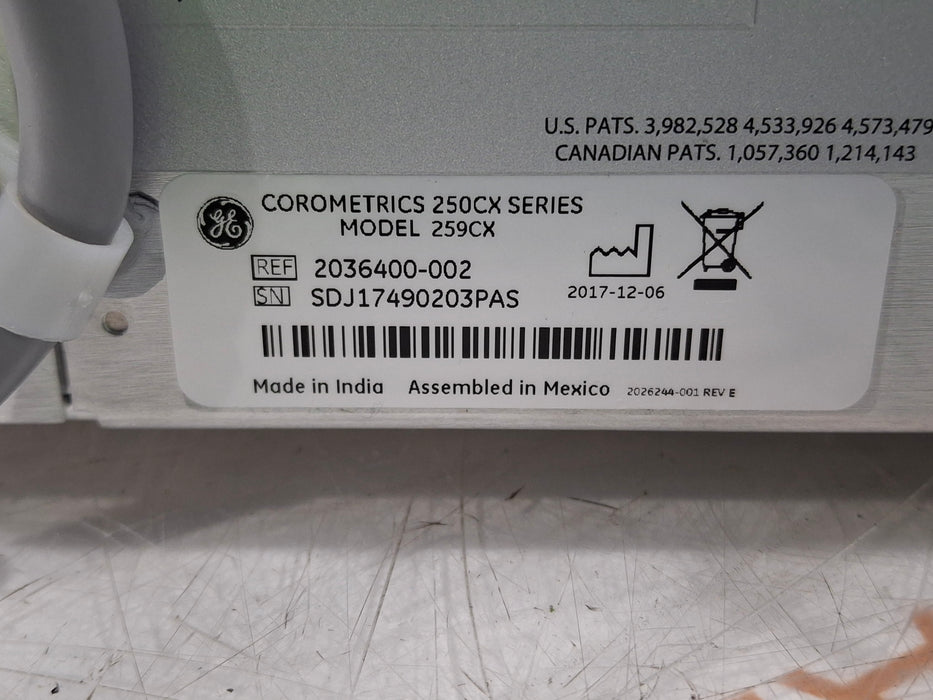 U.S. PATS. 3,982,528 4,533,926 4,573,479
CANADIAN PATS. 1,057,360 1,214,143
GE COROMETRICS 250CX SERIES
MODEL 259CX
REF 2036400-002
SN SDJ17490203PAS
2017-12-06
Made in India Assembled in Mexico 2026244-001 REV E